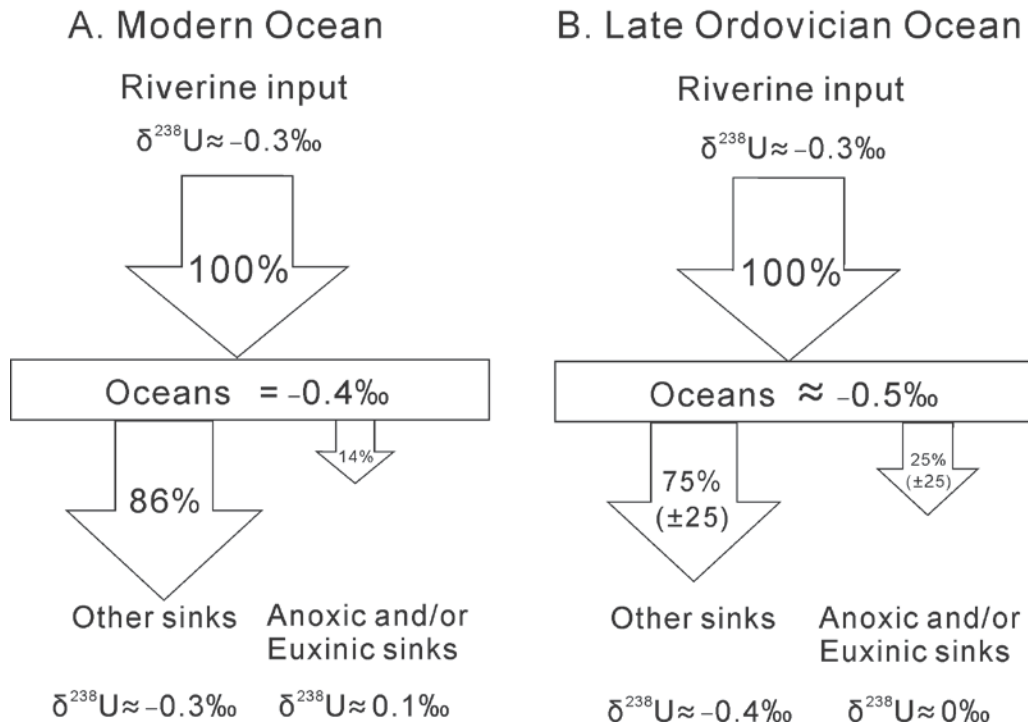 A. Modern Ocean
Riverine input
δ²³⁸U≈ −0.3‰
100%
Oceans = −0.4‰
14%
86%
Other sinks
Anoxic and/or
Euxinic sinks
δ²³⁸U≈ −0.3‰
δ²³⁸U≈ 0.1‰
B. Late Ordovician Ocean
Riverine input
δ²³⁸U≈ −0.3‰
100%
Oceans ≈ −0.5‰
75%
(±25)
25%
(±25)
Other sinks
Anoxic and/or
Euxinic sinks
δ²³⁸U≈ −0.4‰
δ²³⁸U≈ 0‰